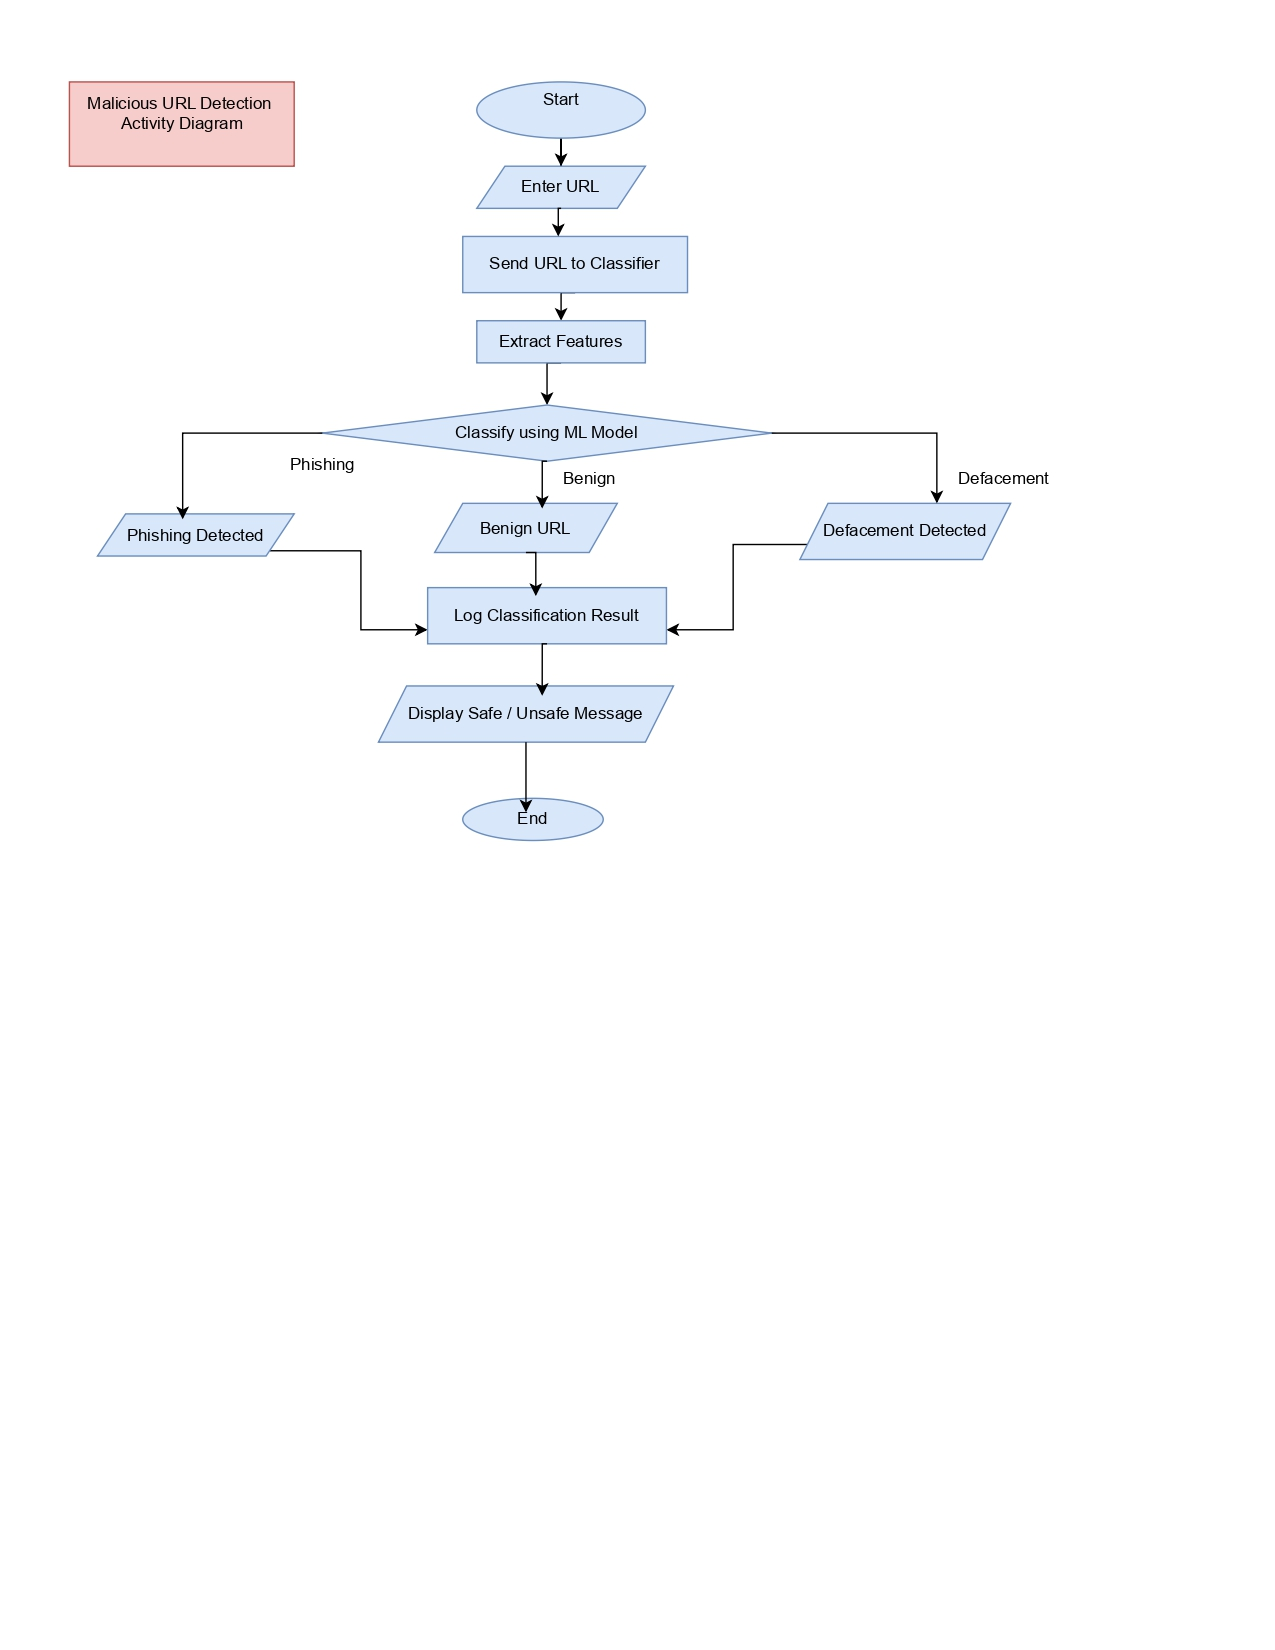 Malicious URL Detection
Activity Diagram
Start
Enter URL
Send URL to Classifier
Extract Features
Classify using ML Model
Phishing
Benign
Defacement
Phishing Detected
Benign URL
Defacement Detected
Log Classification Result
Display Safe / Unsafe Message
End